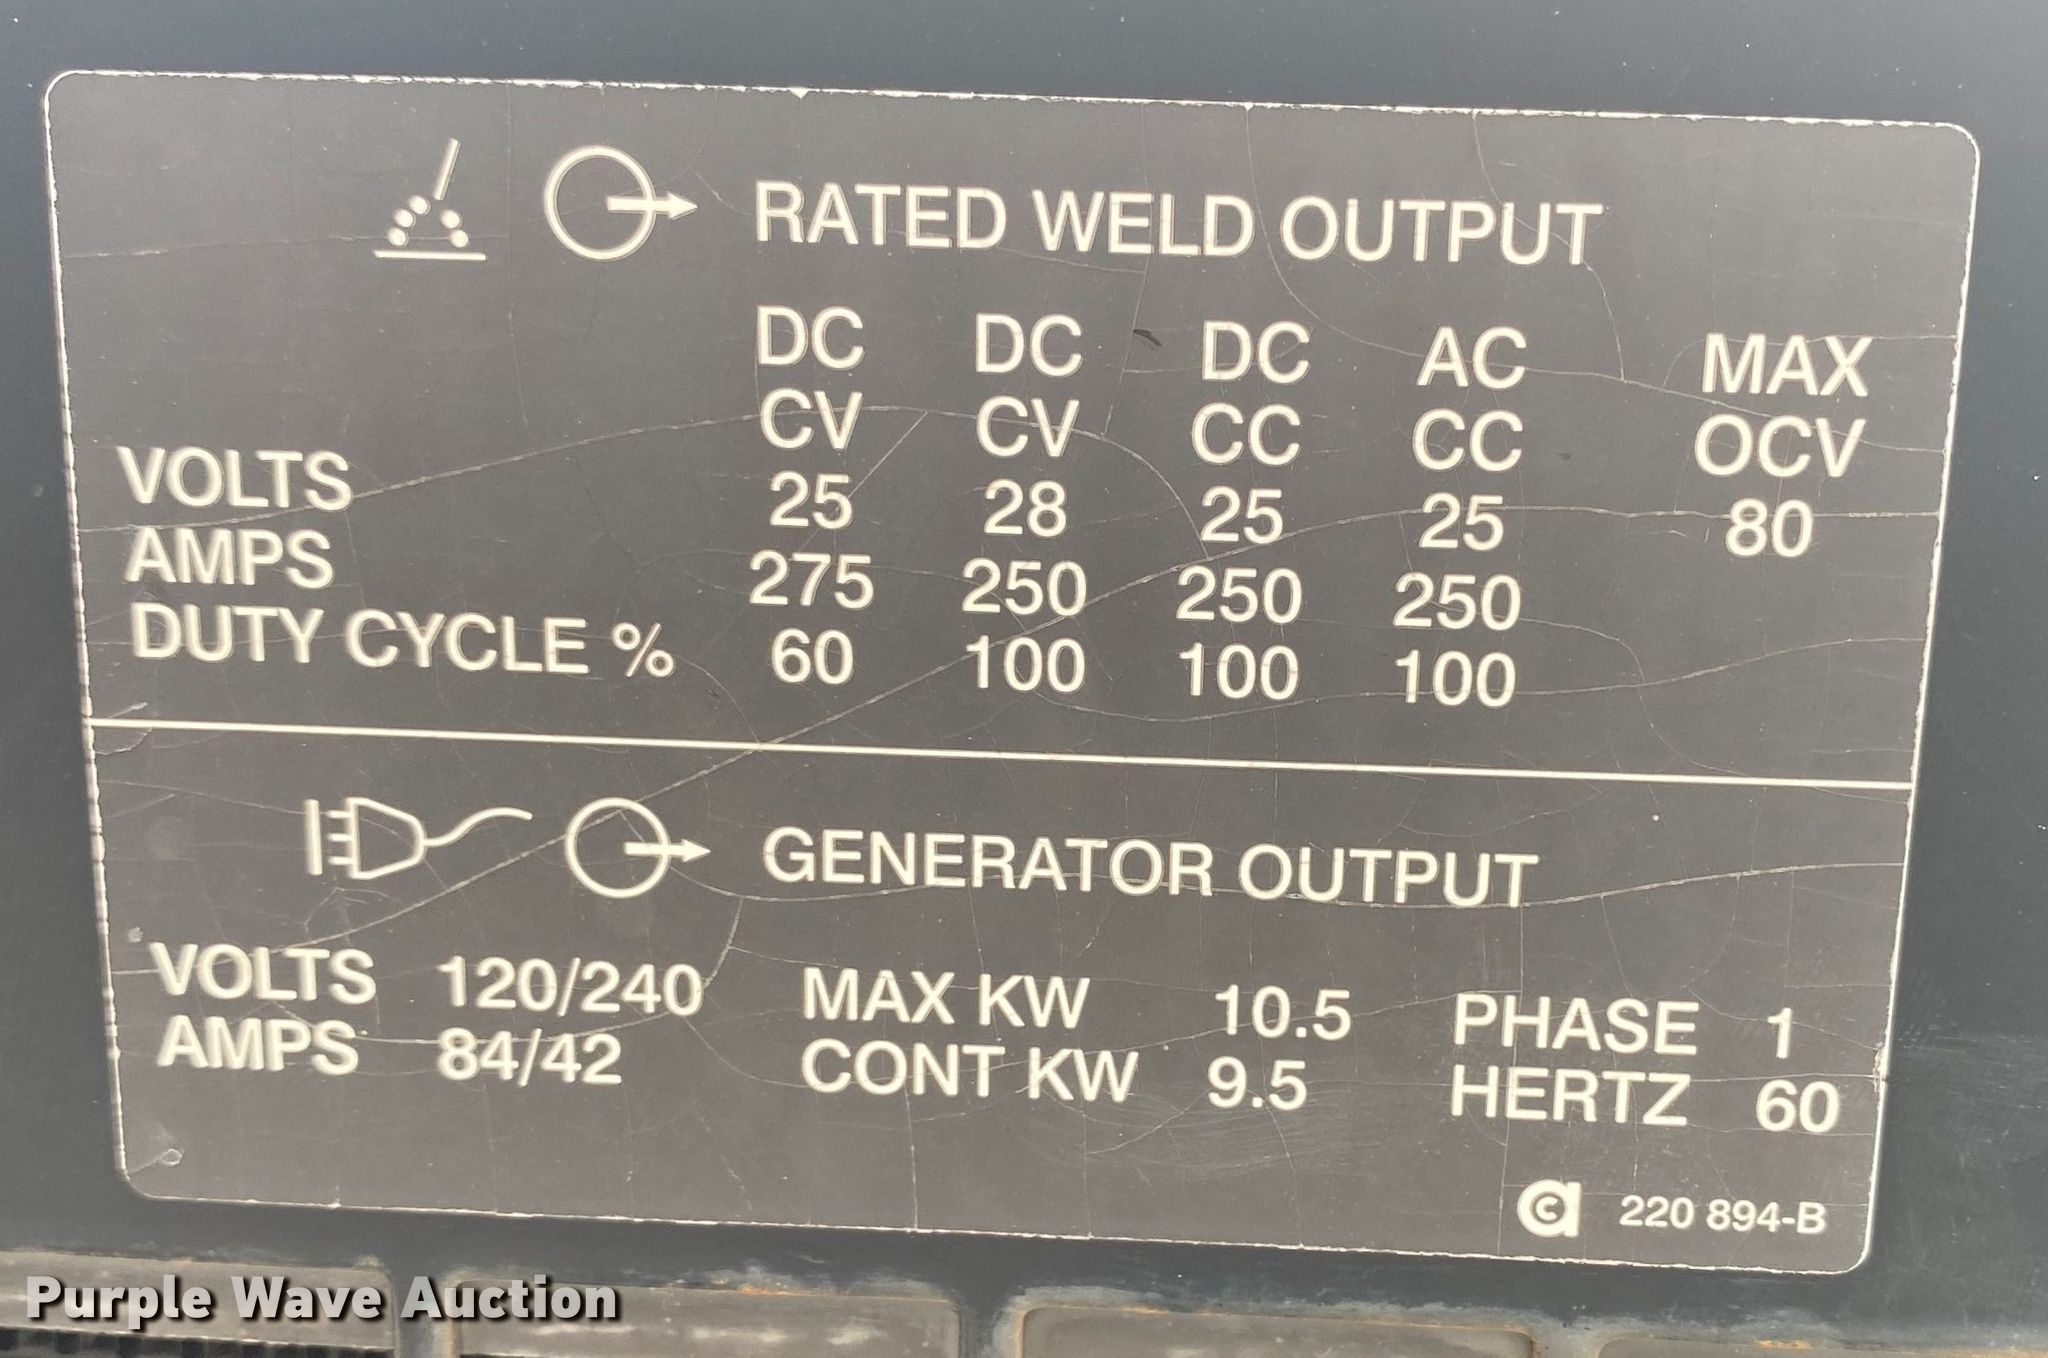 RATED WELD OUTPUT
DC DC DC AC MAX
CV CV CC CC OCV
VOLTS 25 28 25 25 80
AMPS 275 250 250 250
DUTY CYCLE % 60 100 100 100
GENERATOR OUTPUT
VOLTS 120/240 MAX KW 10.5 PHASE 1
AMPS 84/42 CONT KW 9.5 HERTZ 60
220 894-B
Purple Wave Auction